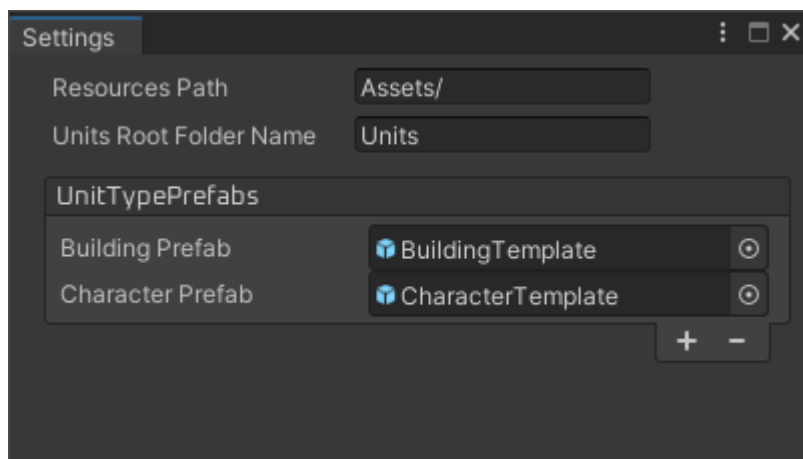 Settings
Resources Path Assets/
Units Root Folder Name Units
UnitTypePrefabs
Building Prefab BuildingTemplate
Character Prefab CharacterTemplate
+ -